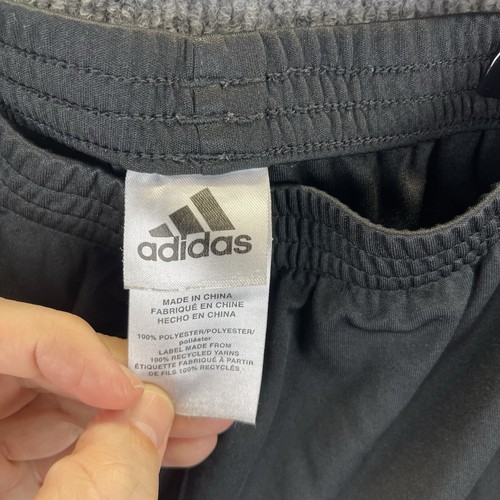 adidas
MADE IN CHINA
FABRIQUÉ EN CHINE
HECHO EN CHINA
100% POLYESTER/POLYESTER/
poliéster
LABEL MADE FROM
100% RECYCLED YARNS
ÉTIQUETTE FABRIQUÉ À PARTIR
DE FILS 100% RECYCLÉS